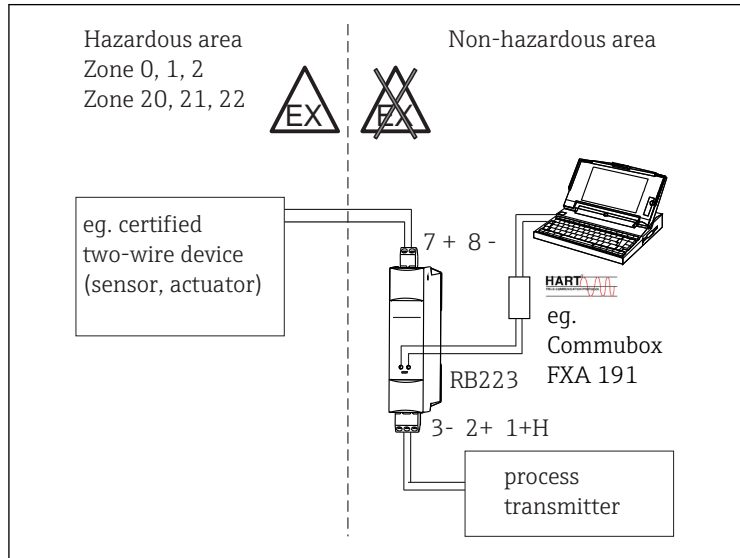 Hazardous area
Zone 0, 1, 2
Zone 20, 21, 22
Non-hazardous area
EX
EX
eg. certified
two-wire device
(sensor, actuator)
7 + 8 -
HART
eg.
Commubox
FXA 191
RB223
3- 2+ 1+H
process
transmitter